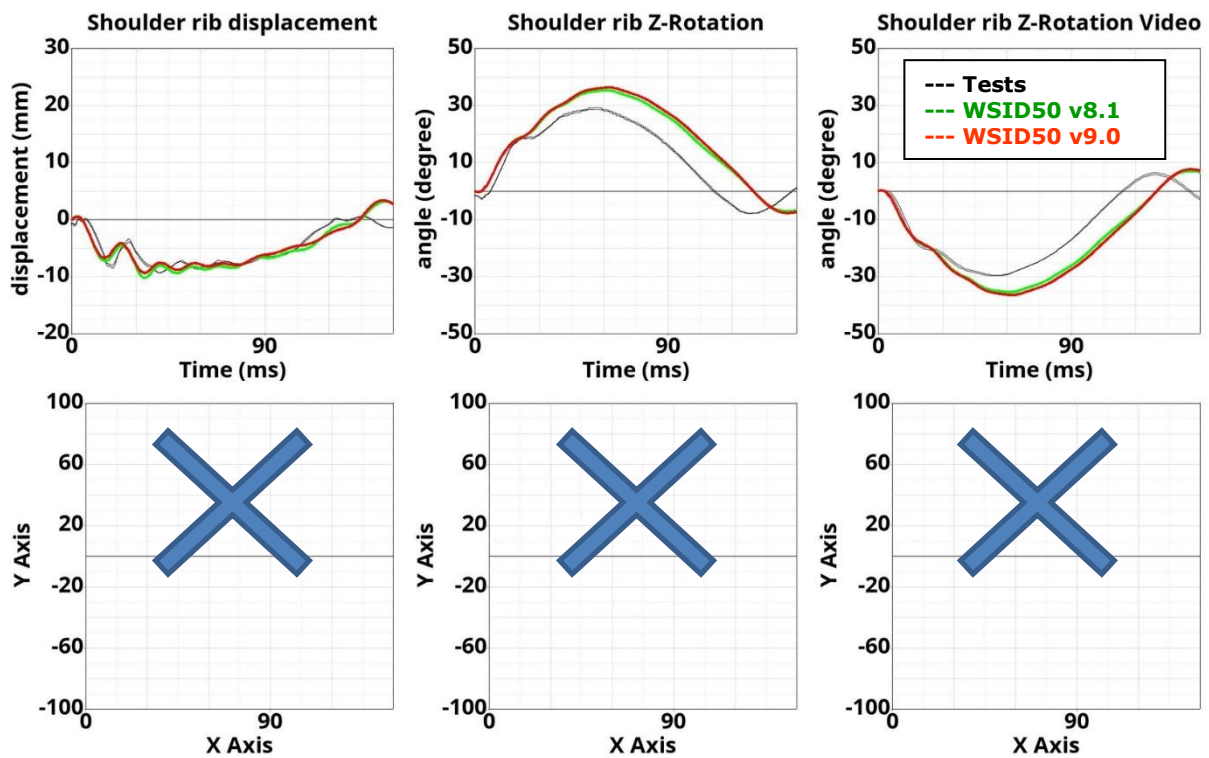 Shoulder rib displacement
30
20
10
0
-10
-20
displacement (mm)
0
90
Time (ms)
Shoulder rib Z-Rotation
50
30
10
-10
-30
-50
angle (degree)
0
90
Time (ms)
Shoulder rib Z-Rotation Video
50
30
10
-10
-30
-50
angle (degree)
0
90
Time (ms)
--- Tests
--- WSID50 v8.1
--- WSID50 v9.0
100
60
20
-20
-60
-100
Y Axis
0
90
X Axis
100
60
20
-20
-60
-100
Y Axis
0
90
X Axis
100
60
20
-20
-60
-100
Y Axis
0
90
X Axis